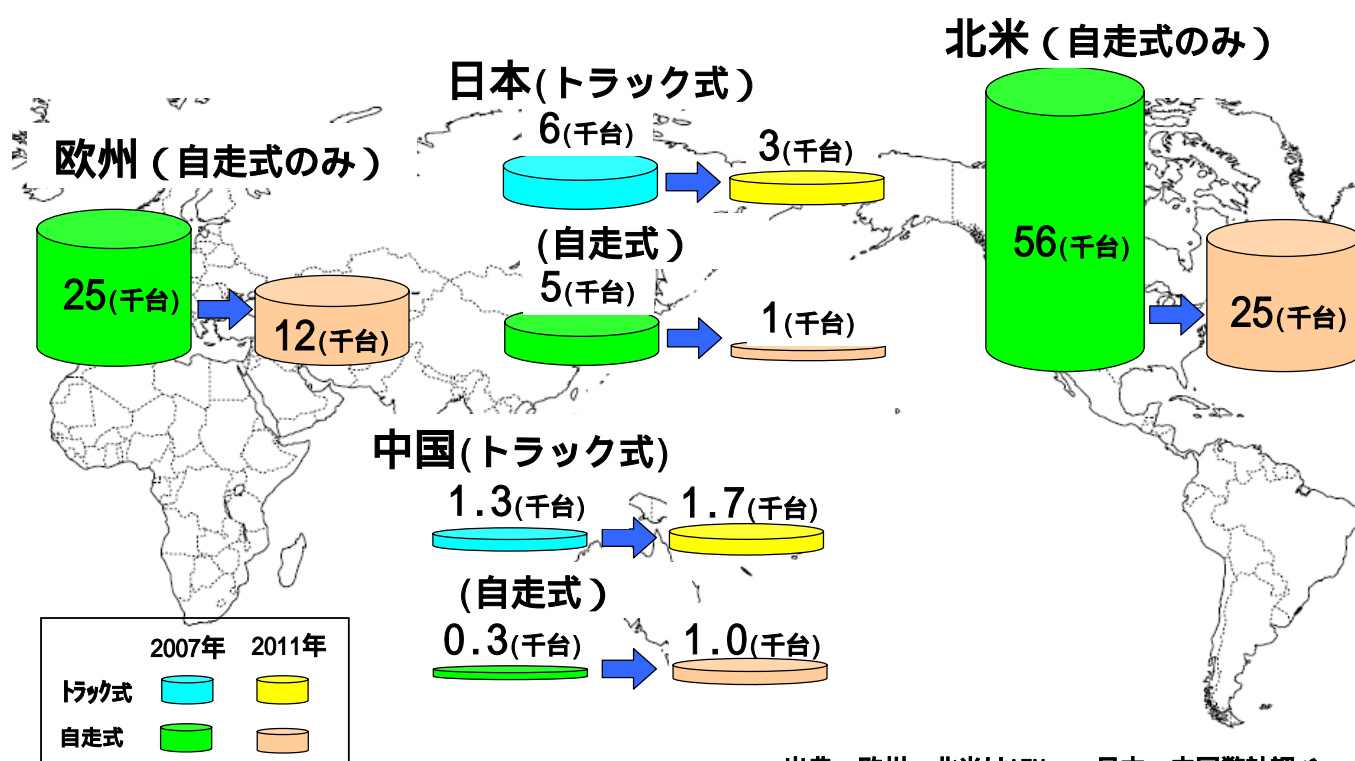 北米（自走式のみ）
56(千台)
25(千台)
日本(トラック式)
6(千台)
3(千台)
(自走式)
5(千台)
1(千台)
欧州（自走式のみ）
25(千台)
12(千台)
中国(トラック式)
1.3(千台)
1.7(千台)
(自走式)
0.3(千台)
1.0(千台)
2007年 2011年
トラック式
自走式